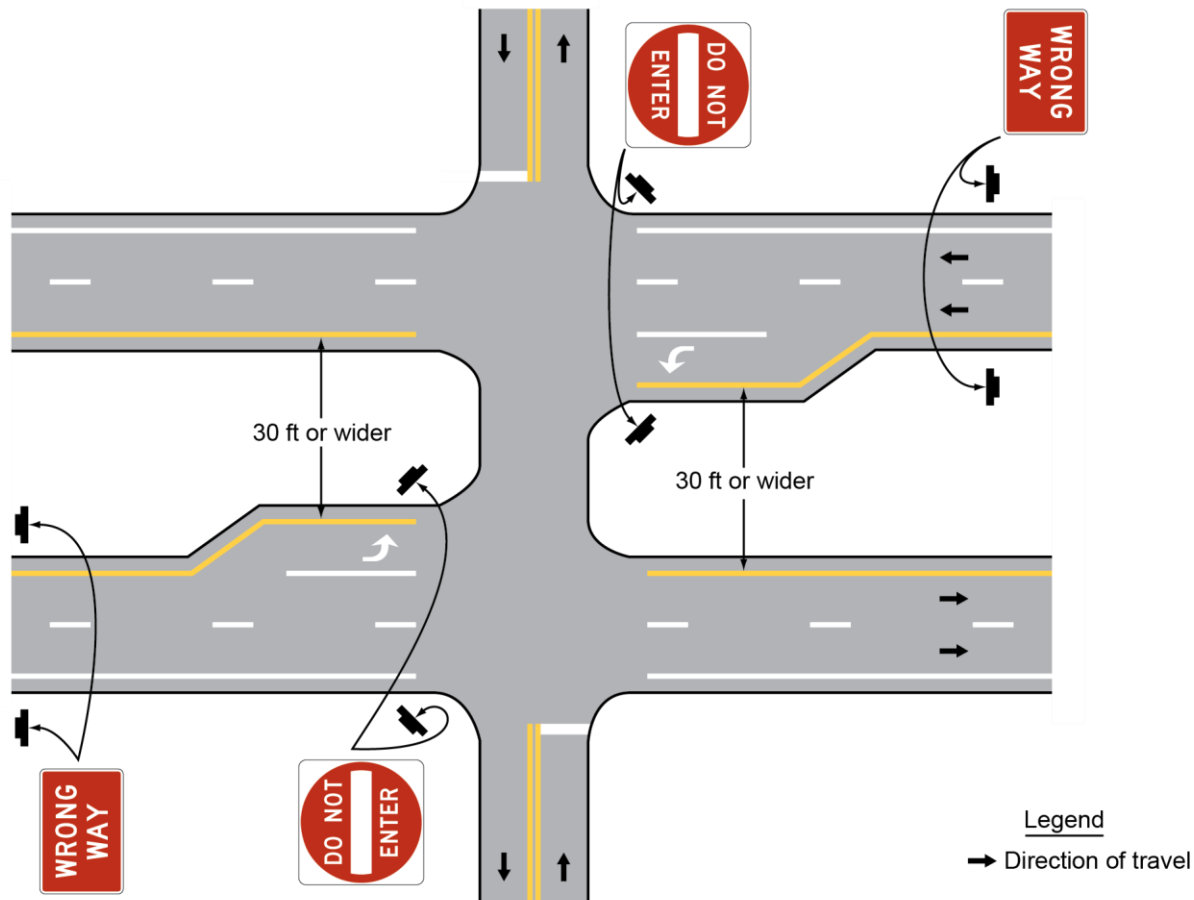 DO NOT
ENTER
WRONG
WAY
30 ft or wider
30 ft or wider
WRONG
WAY
DO NOT
ENTER
Legend
Direction of travel